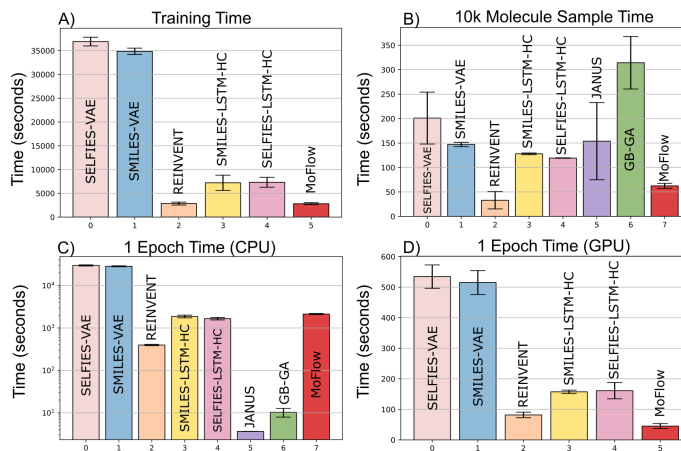 A)
Training Time
Time (seconds)
35000
30000
25000
20000
15000
10000
5000
0
SELFIES-VAE
SMILES-VAE
REINVENT
SMILES-LSTM-HC
SELFIES-LSTM-HC
MoFlow
0 1 2 3 4 5
B)
10k Molecule Sample Time
Time (seconds)
350
300
250
200
150
100
50
0
SELFIES-VAE
SMILES-VAE
REINVENT
SMILES-LSTM-HC
SELFIES-LSTM-HC
JANUS
GB-GA
MoFlow
0 1 2 3 4 5 6 7
C)
1 Epoch Time (CPU)
Time (seconds)
10⁴
10³
10²
10¹
SELFIES-VAE
SMILES-VAE
REINVENT
SMILES-LSTM-HC
SELFIES-LSTM-HC
JANUS
GB-GA
MoFlow
0 1 2 3 4 5 6 7
D)
1 Epoch Time (GPU)
Time (seconds)
600
500
400
300
200
100
0
SELFIES-VAE
SMILES-VAE
REINVENT
SMILES-LSTM-HC
SELFIES-LSTM-HC
MoFlow
0 1 2 3 4 5